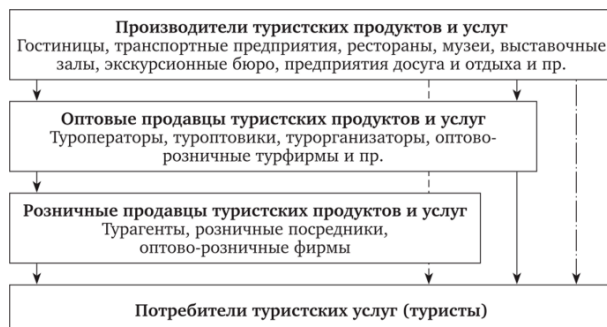 Производители туристских продуктов и услуг
Гостиницы, транспортные предприятия, рестораны, музеи, выставочные
залы, экскурсионные бюро, предприятия досуга и отдыха и пр.
Оптовые продавцы туристских продуктов и услуг
Туроператоры, туроптовики, турорганизаторы, оптово-
розничные турфирмы и пр.
Розничные продавцы туристских продуктов и услуг
Турагенты, розничные посредники,
оптово-розничные фирмы
Потребители туристских услуг (туристы)